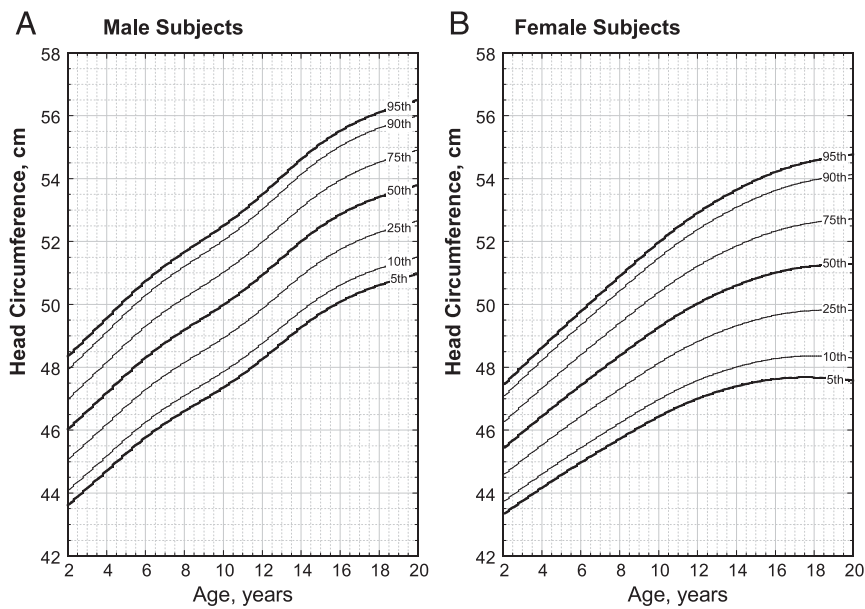 A Male Subjects
58
56
54
52
50
48
46
44
42
Head Circumference, cm
95th
90th
75th
50th
25th
10th
5th
2 4 6 8 10 12 14 16 18 20
Age, years
B Female Subjects
58
56
54
52
50
48
46
44
42
Head Circumference, cm
95th
90th
75th
50th
25th
10th
5th
2 4 6 8 10 12 14 16 18 20
Age, years